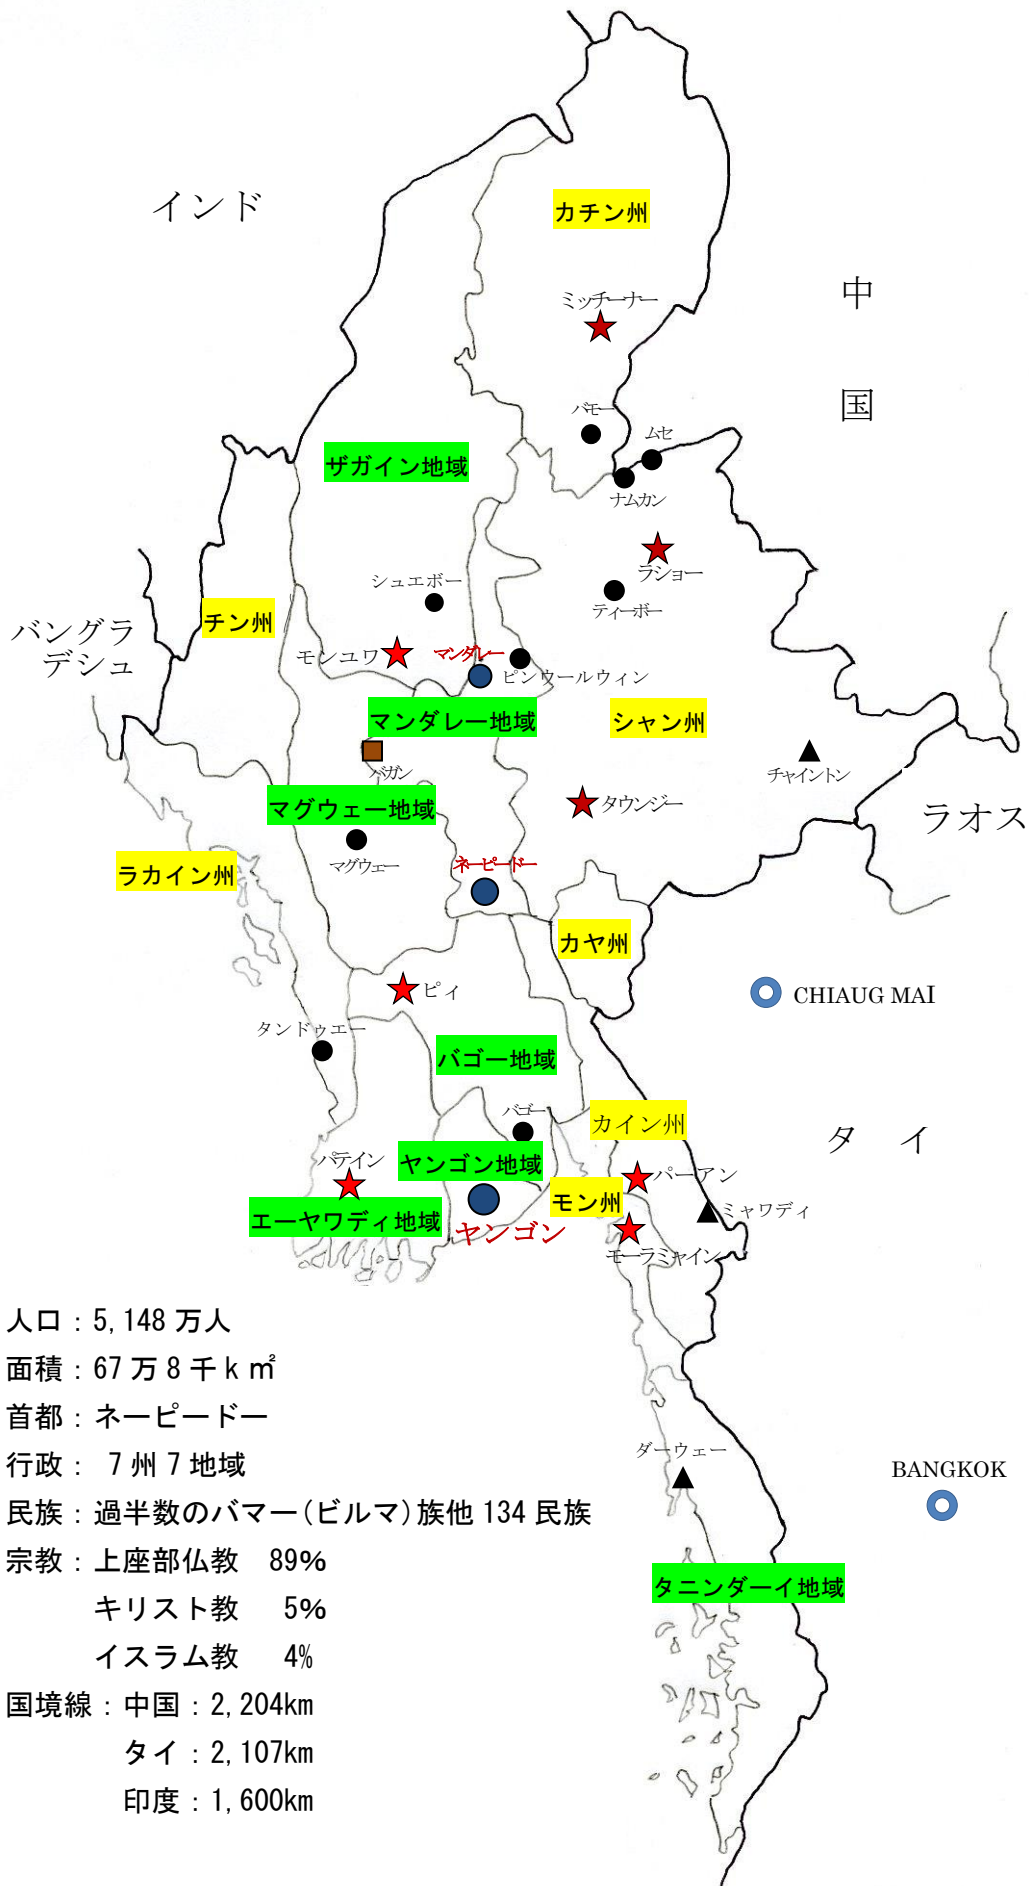 インド
カチン州
中
国
ミッチーナー
バモー
ムセ
ナムカン
ザガイン地域
ラショー
ティーボー
シュエボー
チン州
バングラ
デシュ
モンユワ
マンダレー
ピンウールウィン
マンダレー地域
シャン州
バガン
チャイントン
マグウェー地域
タウンジー
ラオス
マグウェー
ネーピードー
ラカイン州
カヤ州
ピィ
CHIAUG MAI
タンドゥエー
バゴー地域
バゴー
カイン州
タ イ
パテイン
ヤンゴン地域
パーアン
モン州
ミャワディ
エーヤワディ地域
ヤンゴン
モーラミャイン
人口：5,148 万人
面積：67 万 8 千 k ㎡
首都：ネーピードー
行政： 7 州 7 地域
民族：過半数のバマー(ビルマ)族他 134 民族
宗教：上座部仏教 89%
キリスト教 5%
イスラム教 4%
国境線：中国：2,204km
タイ：2,107km
印度：1,600km
ダーウェー
BANGKOK
タニンダーイ地域